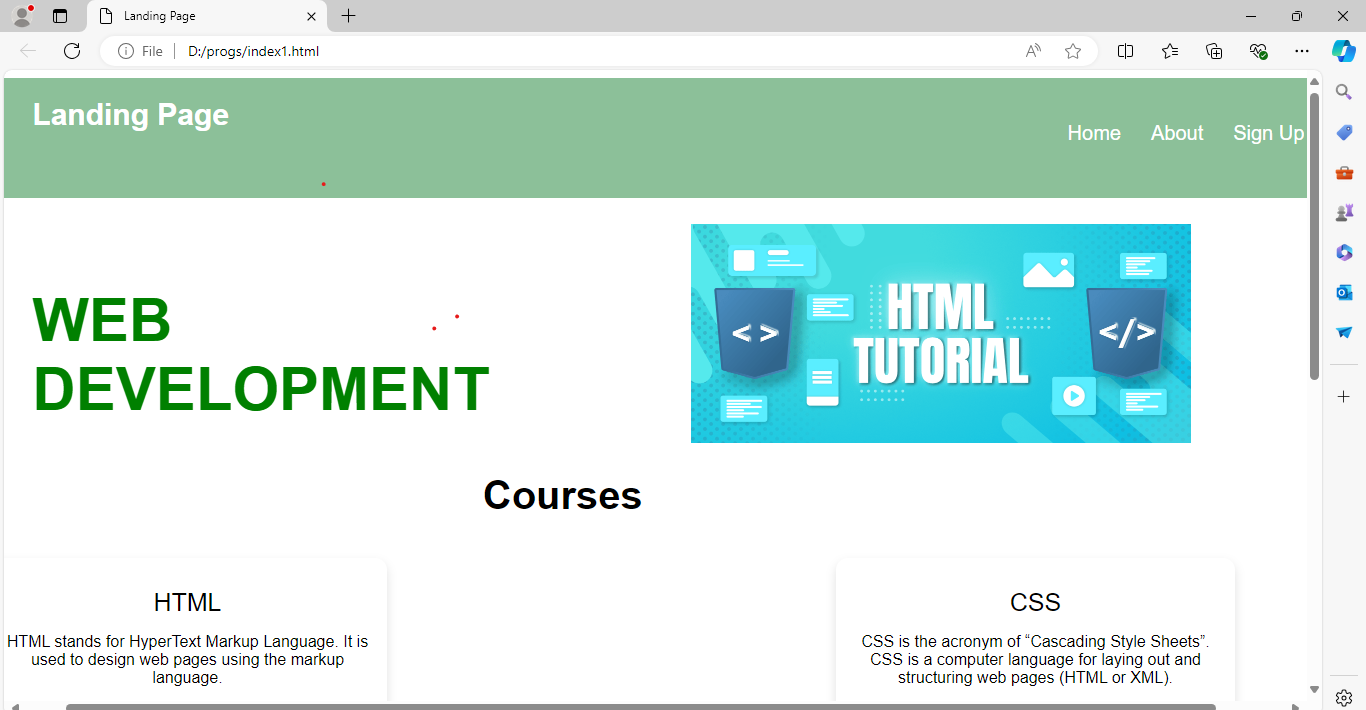 Landing Page
File
D:/progs/index1.html
Landing Page
Home About Sign Up
WEB
DEVELOPMENT
HTML
TUTORIAL
Courses
HTML
HTML stands for HyperText Markup Language. It is
used to design web pages using the markup
language.
CSS
CSS is the acronym of “Cascading Style Sheets”.
CSS is a computer language for laying out and
structuring web pages (HTML or XML).